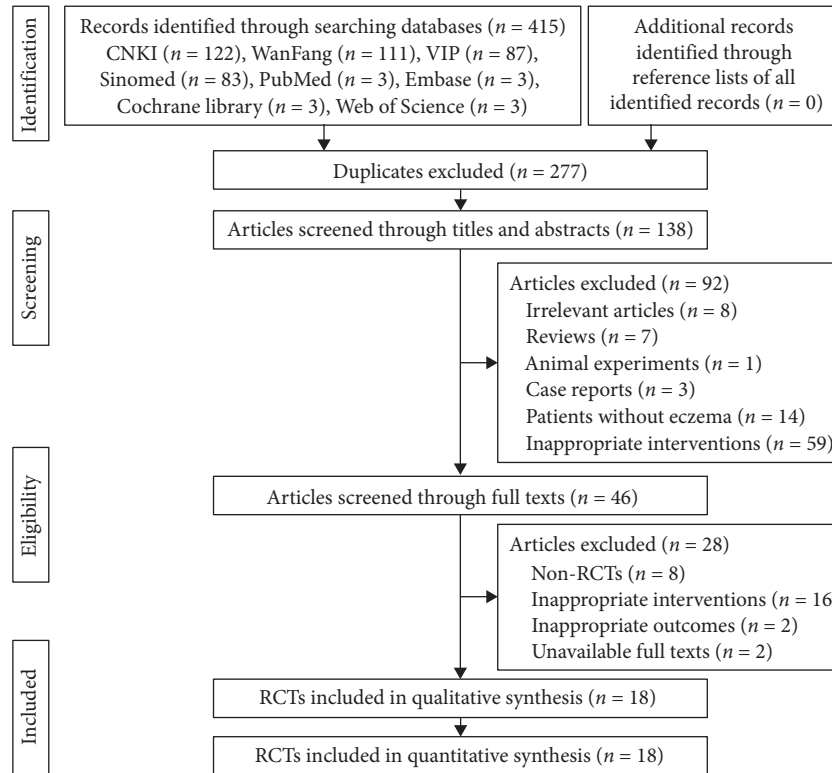 Identification
Records identified through searching databases (n = 415)
CNKI (n = 122), WanFang (n = 111), VIP (n = 87),
Sinomed (n = 83), PubMed (n = 3), Embase (n = 3),
Cochrane library (n = 3), Web of Science (n = 3)
Additional records
identified through
reference lists of all
identified records (n = 0)
Duplicates excluded (n = 277)
Screening
Articles screened through titles and abstracts (n = 138)
Articles excluded (n = 92)
Irrelevant articles (n = 8)
Reviews (n = 7)
Animal experiments (n = 1)
Case reports (n = 3)
Patients without eczema (n = 14)
Inappropriate interventions (n = 59)
Eligibility
Articles screened through full texts (n = 46)
Articles excluded (n = 28)
Non-RCTs (n = 8)
Inappropriate interventions (n = 16
Inappropriate outcomes (n = 2)
Unavailable full texts (n = 2)
Included
RCTs included in qualitative synthesis (n = 18)
RCTs included in quantitative synthesis (n = 18)